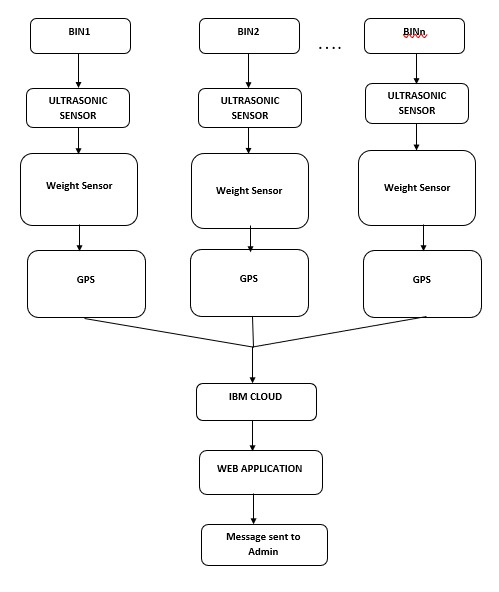 BIN1
BIN2
....
BINn
ULTRASONIC
SENSOR
ULTRASONIC
SENSOR
ULTRASONIC
SENSOR
Weight Sensor
Weight Sensor
Weight Sensor
GPS
GPS
GPS
IBM CLOUD
WEB APPLICATION
Message sent to
Admin